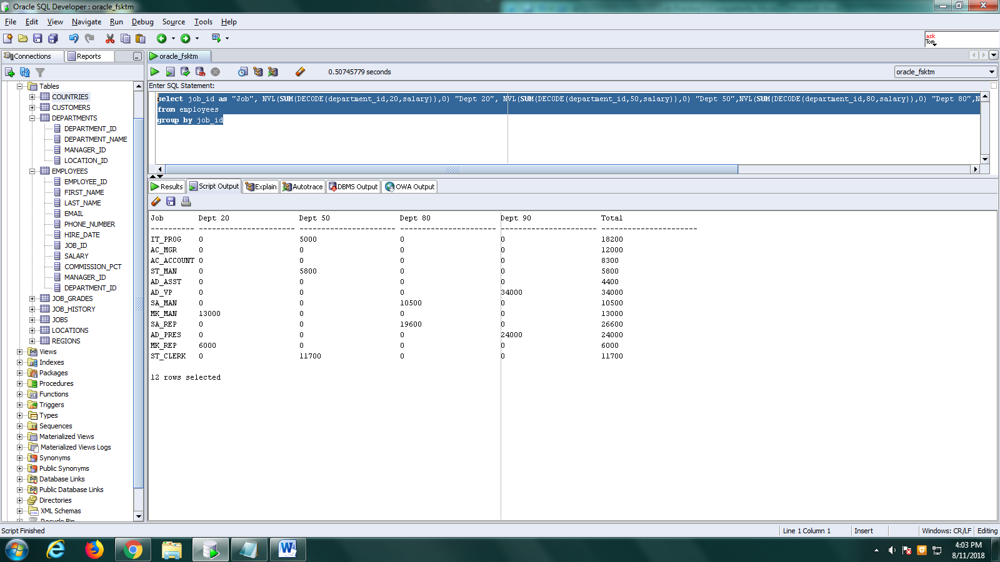 Oracle SQL Developer : oracle_fsktm
File Edit View Navigate Run Debug Source Tools Help
ask
Tom
Connections Reports
oracle_fsktm
0.50745779 seconds
oracle_fsktm
Enter SQL Statement:
select job_id as "Job", NVL(SUM(DECODE(department_id,20,salary)),0) "Dept 20", NVL(SUM(DECODE(department_id,50,salary)),0) "Dept 50",NVL(SUM(DECODE(department_id,80,salary)),0) "Dept 80",N
from employees
group by job_id
Tables
COUNTRIES
CUSTOMERS
DEPARTMENTS
DEPARTMENT_ID
DEPARTMENT_NAME
MANAGER_ID
LOCATION_ID
EMPLOYEES
EMPLOYEE_ID
FIRST_NAME
LAST_NAME
EMAIL
PHONE_NUMBER
HIRE_DATE
JOB_ID
SALARY
COMMISSION_PCT
MANAGER_ID
DEPARTMENT_ID
JOB_GRADES
JOB_HISTORY
JOBS
LOCATIONS
REGIONS
Views
Indexes
Packages
Procedures
Functions
Triggers
Types
Sequences
Materialized Views
Materialized Views Logs
Synonyms
Public Synonyms
Database Links
Public Database Links
Directories
XML Schemas
Recycle Bin
Results Script Output Explain Autotrace DBMS Output OWA Output
Job Dept 20 Dept 50 Dept 80 Dept 90 Total
---------- ---------------------- ---------------------- ---------------------- ---------------------- ----------------------
IT_PROG 0 5000 0 0 18200
AC_MGR 0 0 0 0 12000
AC_ACCOUNT 0 0 0 0 8300
ST_MAN 0 5800 0 0 5800
AD_ASST 0 0 0 0 4400
AD_VP 0 0 0 34000 34000
SA_MAN 0 0 10500 0 10500
MK_MAN 13000 0 0 0 13000
SA_REP 0 0 19600 0 26600
AD_PRES 0 0 0 24000 24000
MK_REP 6000 0 0 0 6000
ST_CLERK 0 11700 0 0 11700
12 rows selected
Script Finished
Line 1 Column 1 Insert Windows: CR/LF Editing
4:03 PM
8/11/2018